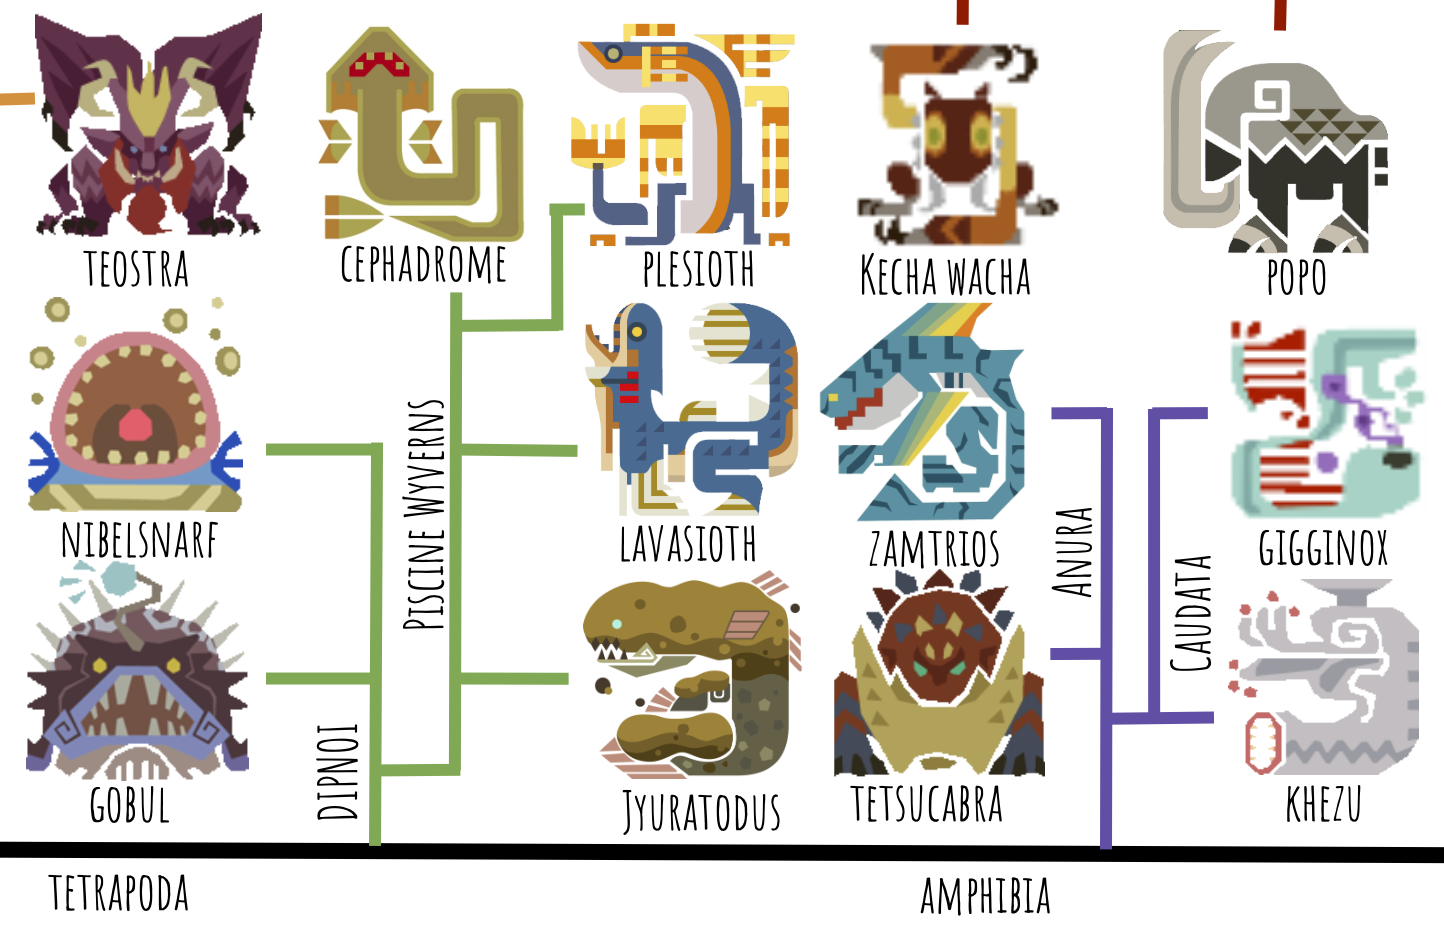 TEOSTRA
CEPHADROME
PLESIOTH
KECHA WACHA
POPO
NIBELSNARF
PISCINE WYVERNS
LAVASIOTH
ZAMTRIOS
ANURA
GIGGINOX
CAUDATA
GOBUL
DIPNOI
JYURATODUS
TETSUCABRA
KHEZU
TETRAPODA
AMPHIBIA